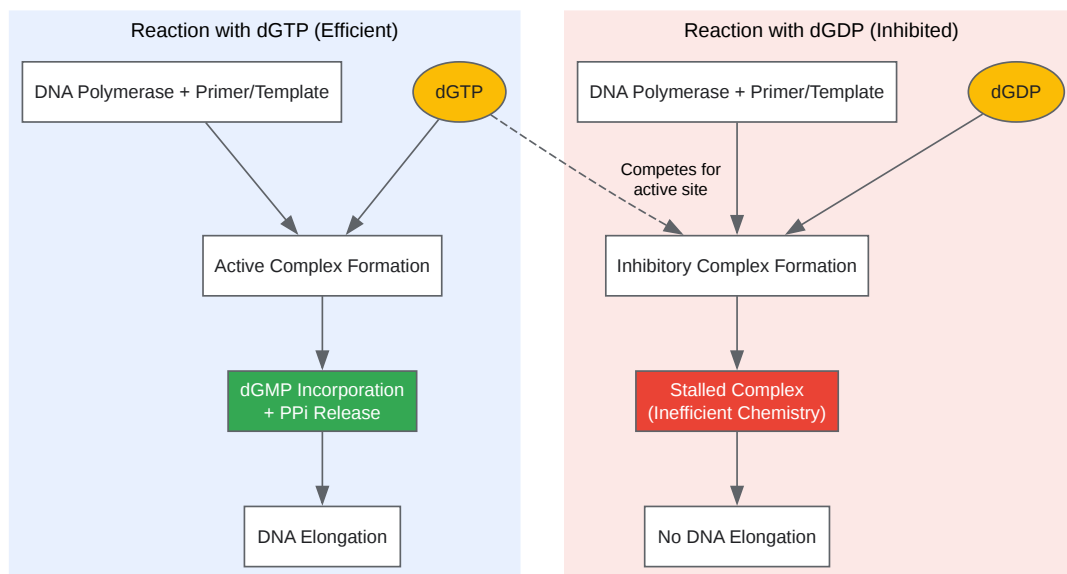 Reaction with dGTP (Efficient)
DNA Polymerase + Primer/Template
dGTP
Active Complex Formation
dGMP Incorporation
+ PPi Release
DNA Elongation
Reaction with dGDP (Inhibited)
DNA Polymerase + Primer/Template
dGDP
Competes for
active site
Inhibitory Complex Formation
Stalled Complex
(Inefficient Chemistry)
No DNA Elongation